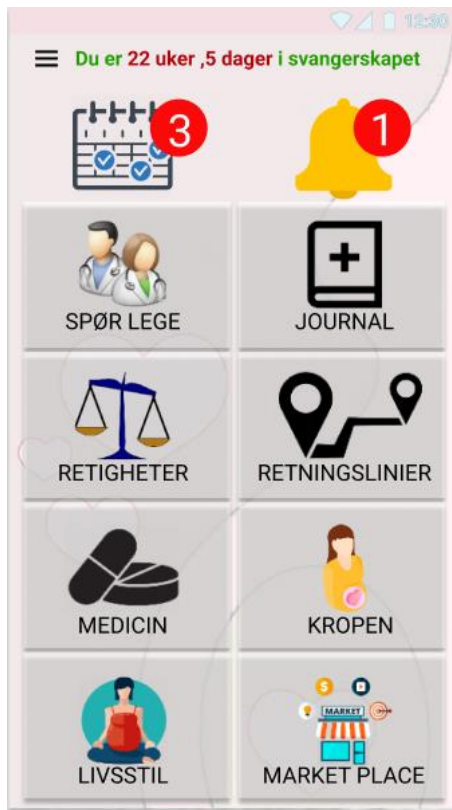 12:30
Du er 22 uker ,5 dager i svangerskapet
3
1
SPØR LEGE
JOURNAL
RETIGHETER
RETNINGSLINIER
MEDICIN
KROPEN
MARKET
LIVSSTIL
MARKET PLACE